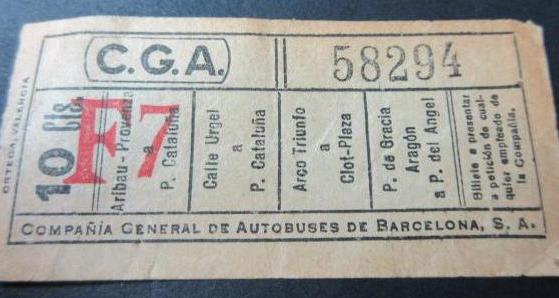 C.G.A.
58294
ORTEGA, VALENCIA
10 Cts.
F7
Aribau - Provenza
a
P. Cataluña
Calle Urgel
a
P. Cataluña
Arco Triunfo
a
Clot-Plaza
P. de Gracia
Aragón
a P. del Angel
Billete a presentar
a petición de cual-
quier empleado de
la Compañía.
COMPAÑÍA GENERAL DE AUTOBUSES DE BARCELONA, S. A.